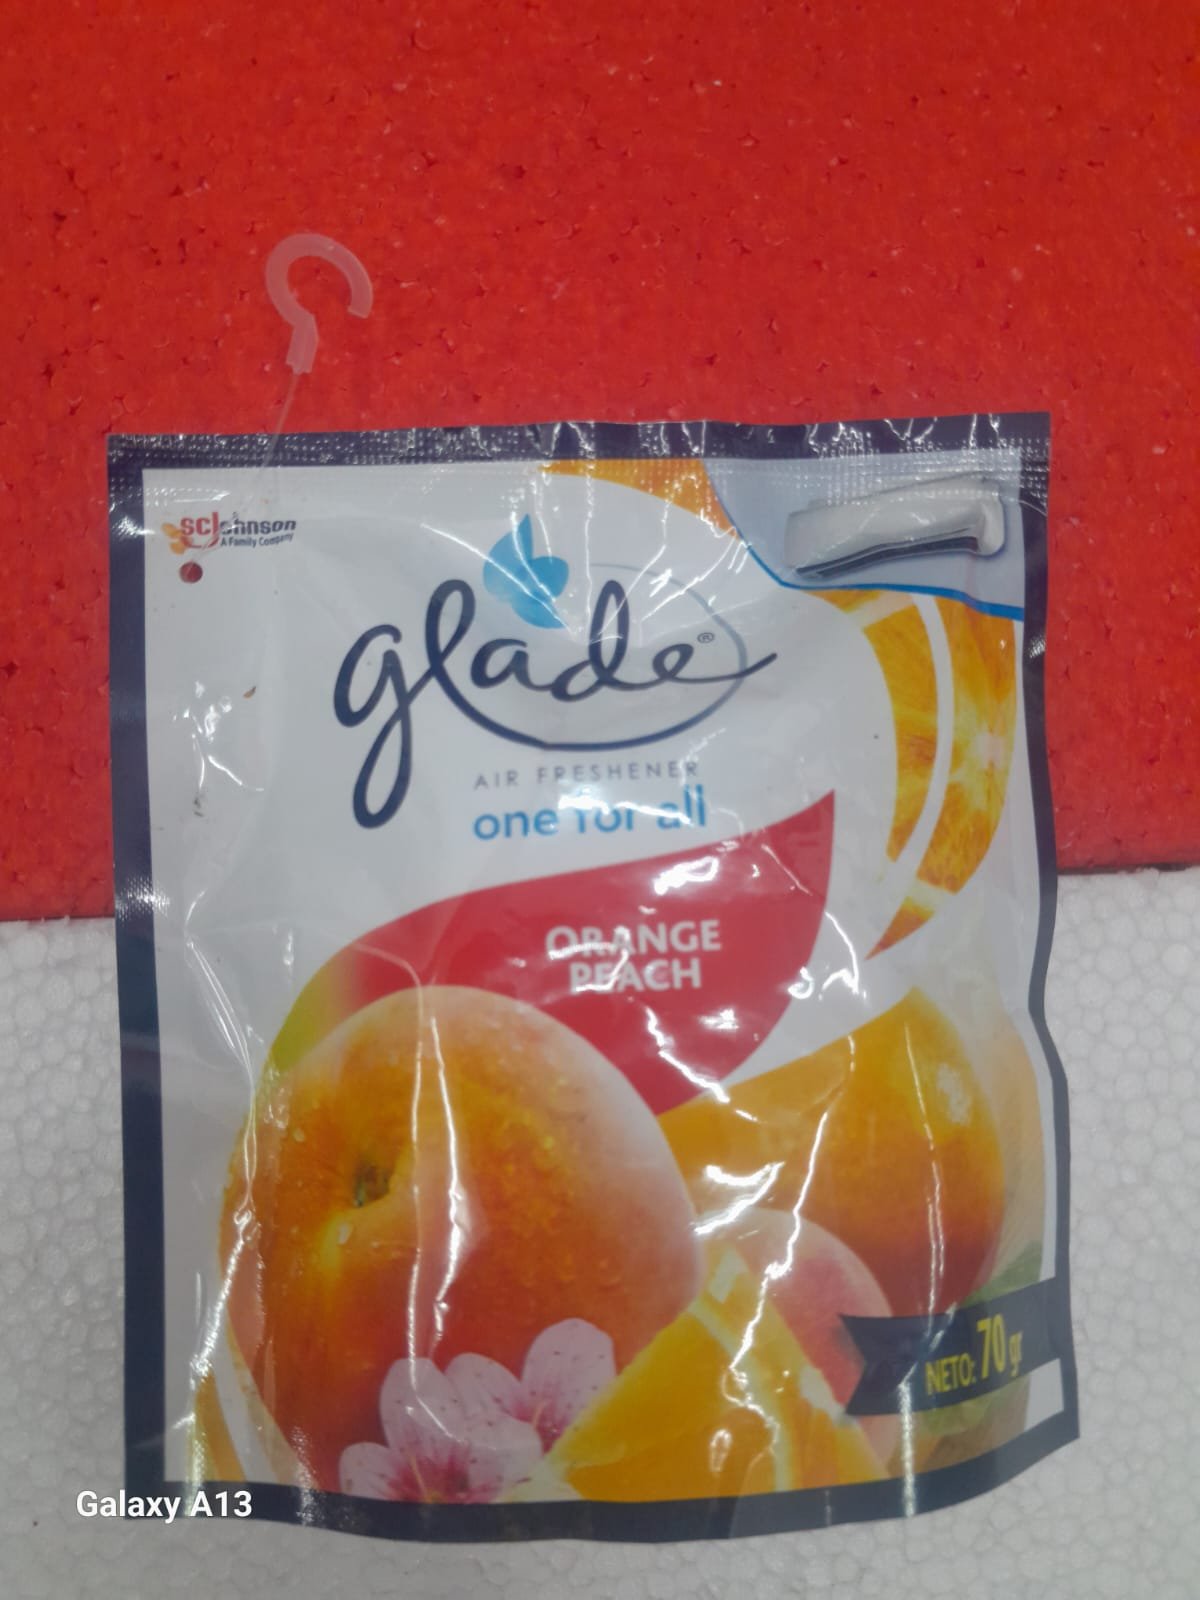 scJohnson
A Family Company
glade®
AIR FRESHENER
one for all
ORANGE
PEACH
NETO: 70 gr
Galaxy A13